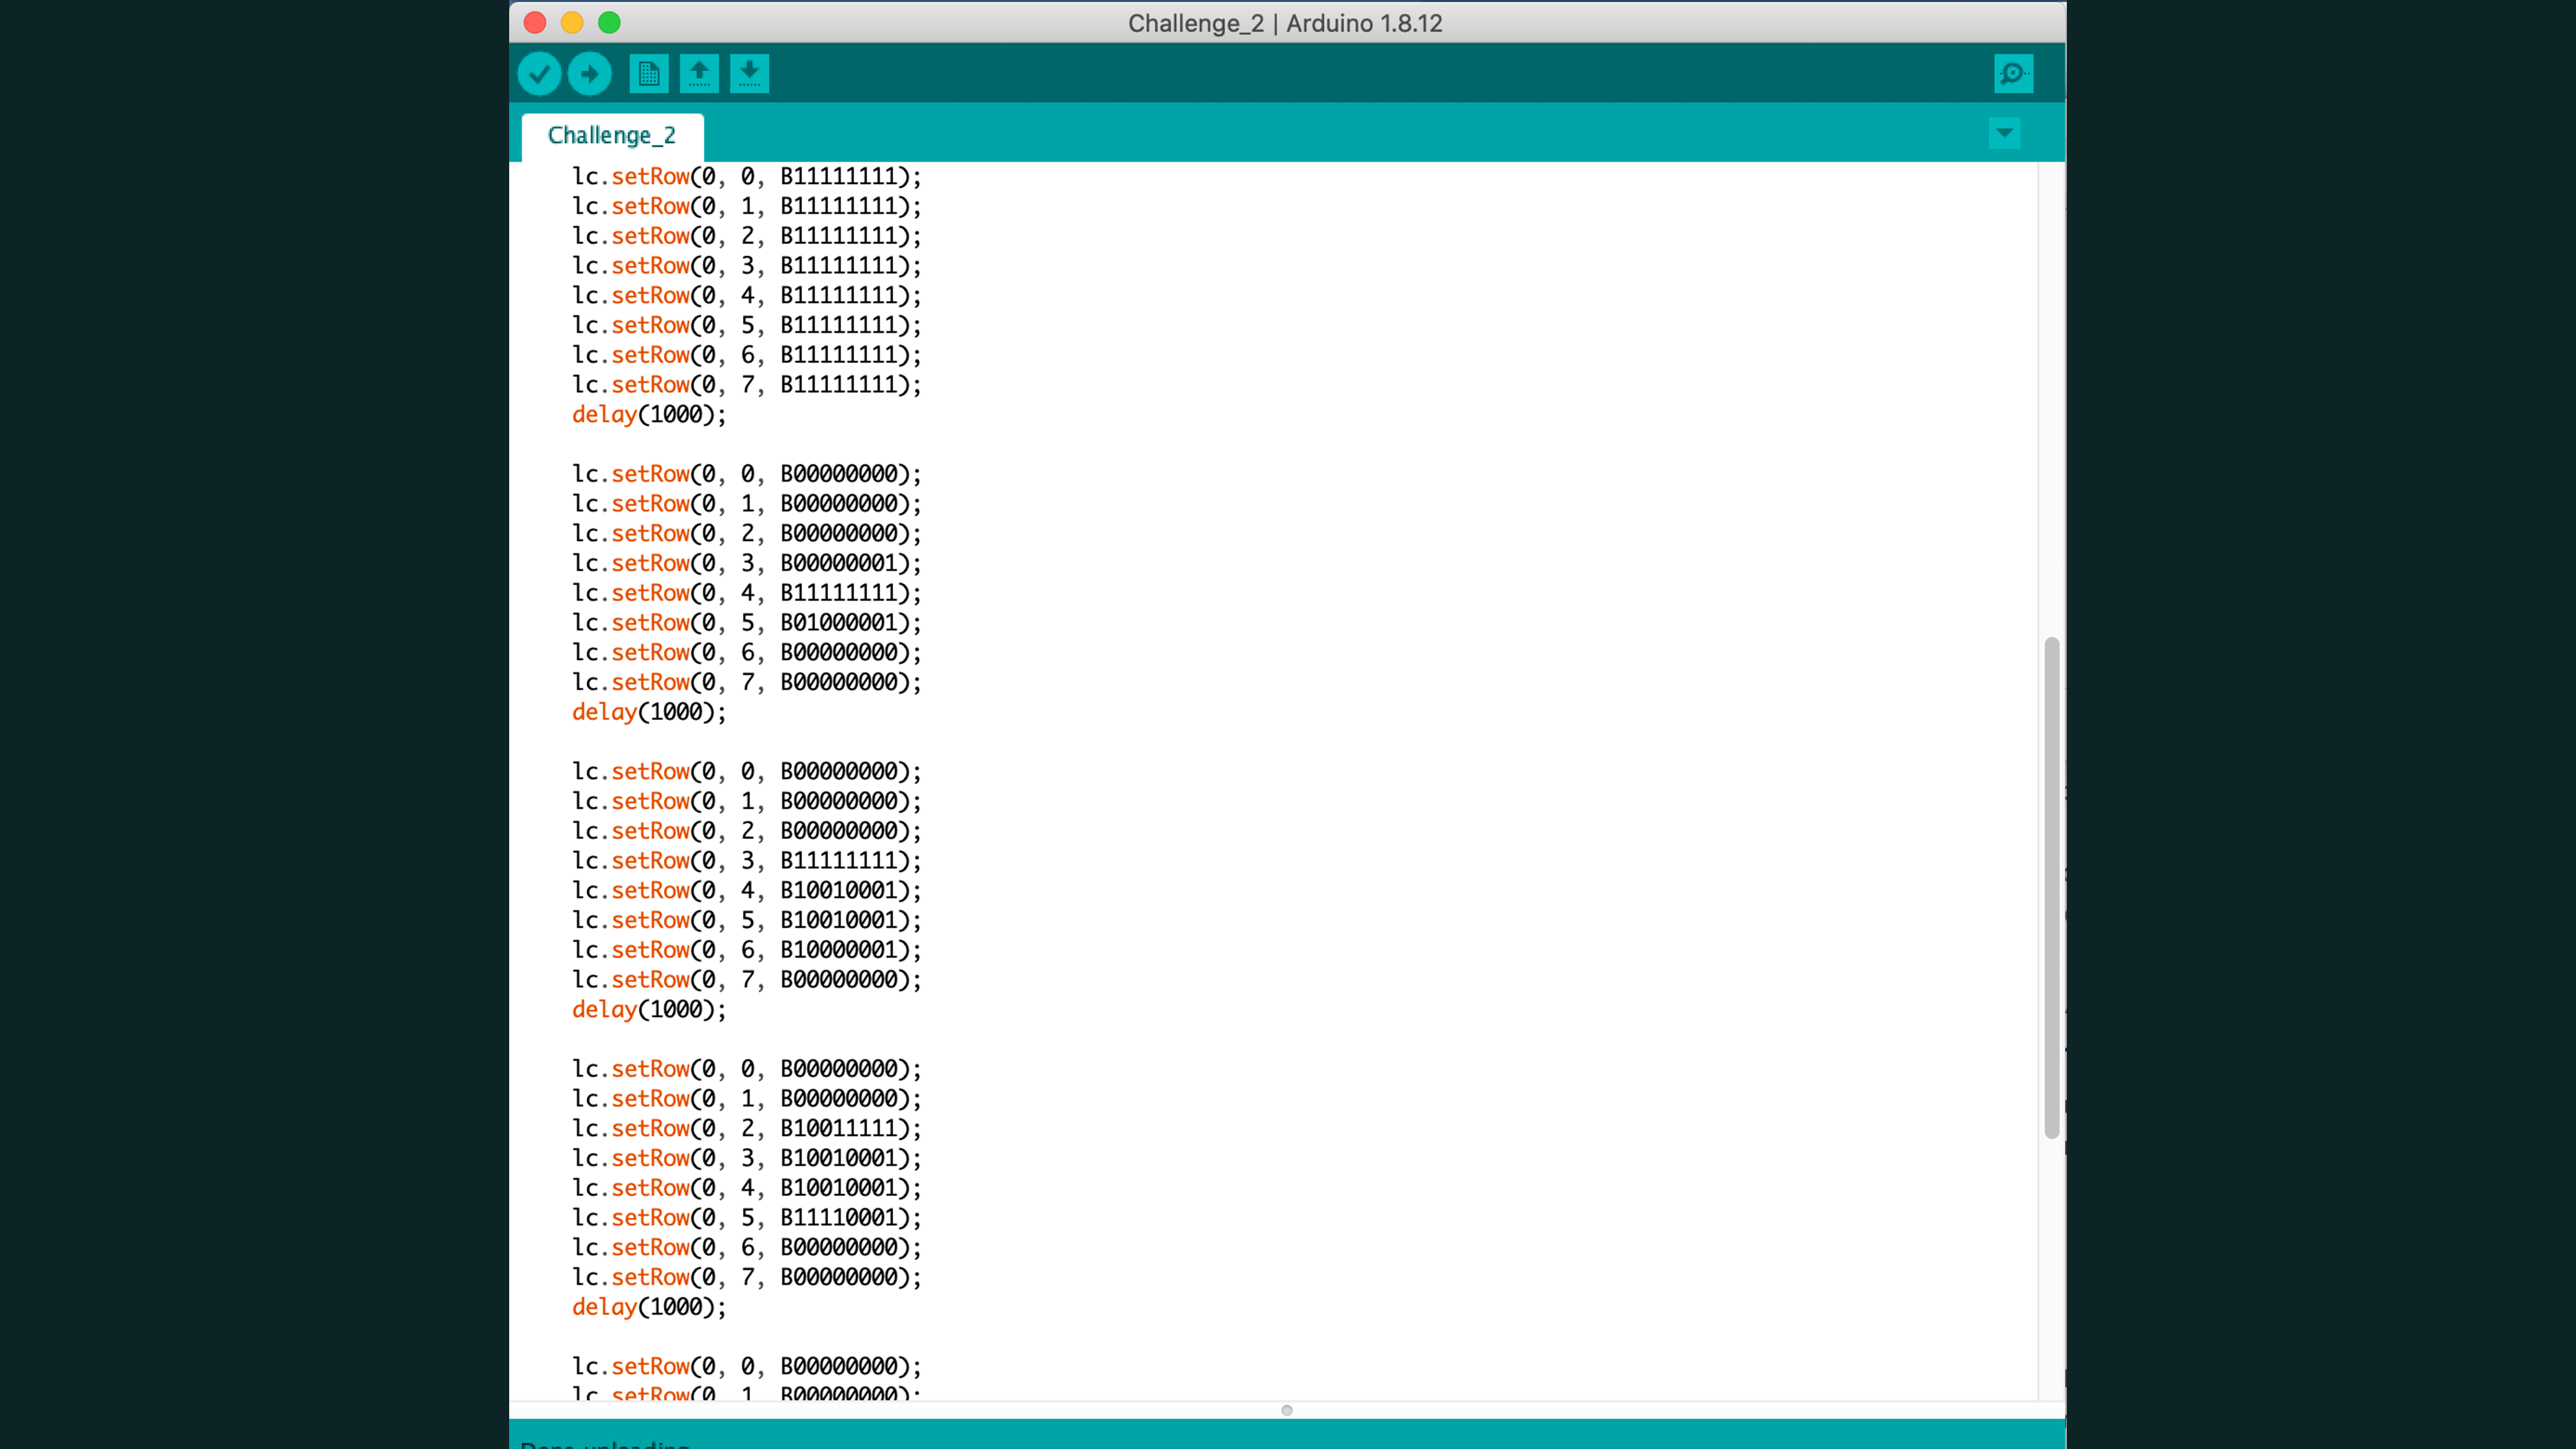 Challenge_2 | Arduino 1.8.12
Challenge_2
lc.setRow(0, 0, B11111111);
lc.setRow(0, 1, B11111111);
lc.setRow(0, 2, B11111111);
lc.setRow(0, 3, B11111111);
lc.setRow(0, 4, B11111111);
lc.setRow(0, 5, B11111111);
lc.setRow(0, 6, B11111111);
lc.setRow(0, 7, B11111111);
delay(1000);
lc.setRow(0, 0, B00000000);
lc.setRow(0, 1, B00000000);
lc.setRow(0, 2, B00000000);
lc.setRow(0, 3, B00000001);
lc.setRow(0, 4, B11111111);
lc.setRow(0, 5, B01000001);
lc.setRow(0, 6, B00000000);
lc.setRow(0, 7, B00000000);
delay(1000);
lc.setRow(0, 0, B00000000);
lc.setRow(0, 1, B00000000);
lc.setRow(0, 2, B00000000);
lc.setRow(0, 3, B11111111);
lc.setRow(0, 4, B10010001);
lc.setRow(0, 5, B10010001);
lc.setRow(0, 6, B10000001);
lc.setRow(0, 7, B00000000);
delay(1000);
lc.setRow(0, 0, B00000000);
lc.setRow(0, 1, B00000000);
lc.setRow(0, 2, B10011111);
lc.setRow(0, 3, B10010001);
lc.setRow(0, 4, B10010001);
lc.setRow(0, 5, B11110001);
lc.setRow(0, 6, B00000000);
lc.setRow(0, 7, B00000000);
delay(1000);
lc.setRow(0, 0, B00000000);
lc.setRow(0, 1, B00000000);
Done uploading